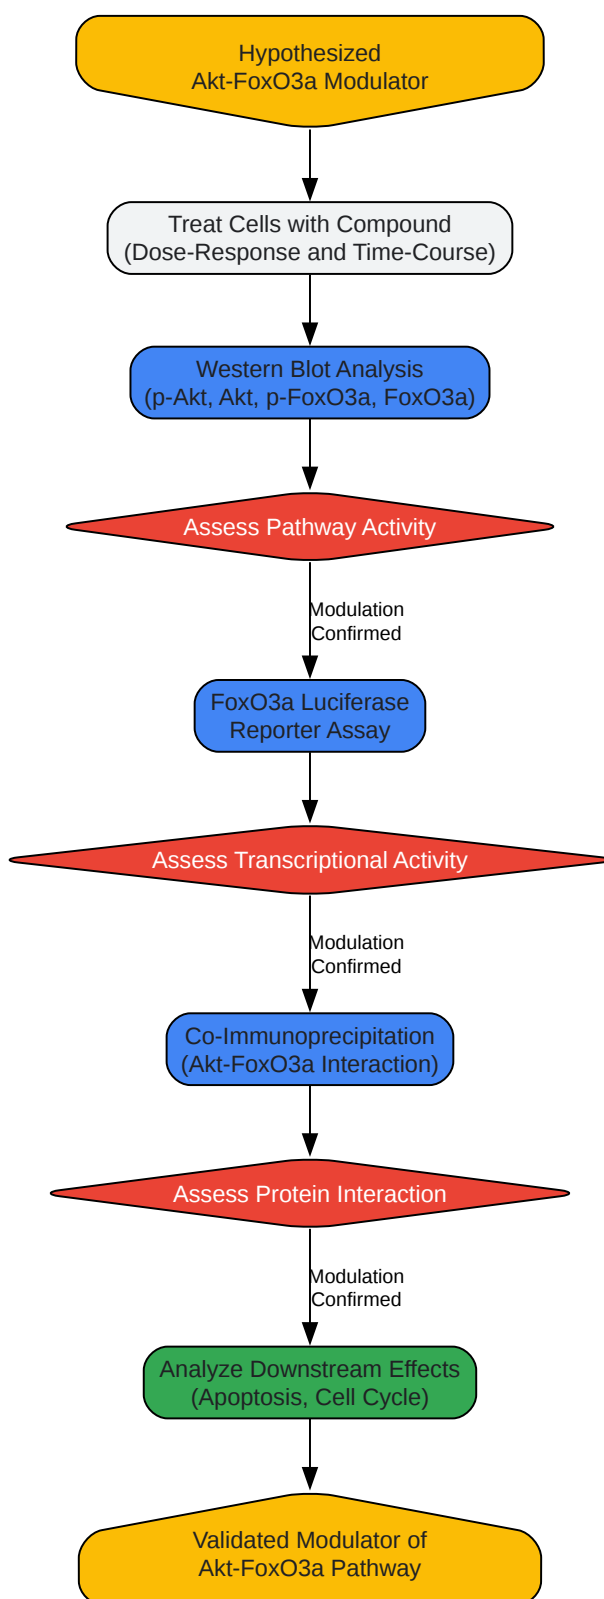 Hypothesized
Akt-FoxO3a Modulator
Treat Cells with Compound
(Dose-Response and Time-Course)
Western Blot Analysis
(p-Akt, Akt, p-FoxO3a, FoxO3a)
Assess Pathway Activity
Modulation
Confirmed
FoxO3a Luciferase
Reporter Assay
Assess Transcriptional Activity
Modulation
Confirmed
Co-Immunoprecipitation
(Akt-FoxO3a Interaction)
Assess Protein Interaction
Modulation
Confirmed
Analyze Downstream Effects
(Apoptosis, Cell Cycle)
Validated Modulator of
Akt-FoxO3a Pathway